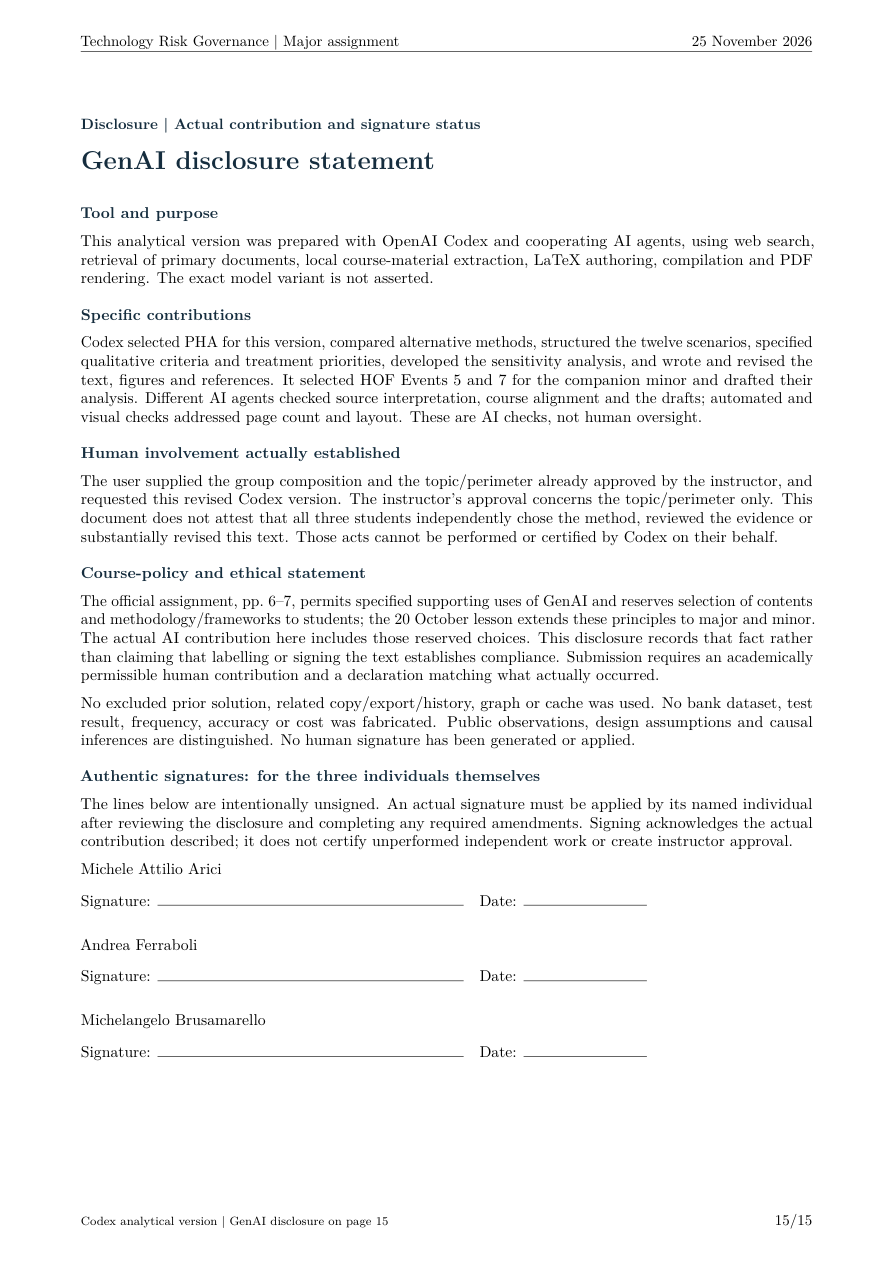 Technology Risk Governance | Major assignment 25 November 2026
Disclosure | Actual contribution and signature status
GenAI disclosure statement
Tool and purpose
This analytical version was prepared with OpenAI Codex and cooperating AI agents, using web search,
retrieval of primary documents, local course-material extraction, LaTeX authoring, compilation and PDF
rendering. The exact model variant is not asserted.
Specific contributions
Codex selected PHA for this version, compared alternative methods, structured the twelve scenarios, specified
qualitative criteria and treatment priorities, developed the sensitivity analysis, and wrote and revised the
text, figures and references. It selected HOF Events 5 and 7 for the companion minor and drafted their
analysis. Different AI agents checked source interpretation, course alignment and the drafts; automated and
visual checks addressed page count and layout. These are AI checks, not human oversight.
Human involvement actually established
The user supplied the group composition and the topic/perimeter already approved by the instructor, and
requested this revised Codex version. The instructor's approval concerns the topic/perimeter only. This
document does not attest that all three students independently chose the method, reviewed the evidence or
substantially revised this text. Those acts cannot be performed or certified by Codex on their behalf.
Course-policy and ethical statement
The official assignment, pp. 6–7, permits specified supporting uses of GenAI and reserves selection of contents
and methodology/frameworks to students; the 20 October lesson extends these principles to major and minor.
The actual AI contribution here includes those reserved choices. This disclosure records that fact rather
than claiming that labelling or signing the text establishes compliance. Submission requires an academically
permissible human contribution and a declaration matching what actually occurred.
No excluded prior solution, related copy/export/history, graph or cache was used. No bank dataset, test
result, frequency, accuracy or cost was fabricated. Public observations, design assumptions and causal
inferences are distinguished. No human signature has been generated or applied.
Authentic signatures: for the three individuals themselves
The lines below are intentionally unsigned. An actual signature must be applied by its named individual
after reviewing the disclosure and completing any required amendments. Signing acknowledges the actual
contribution described; it does not certify unperformed independent work or create instructor approval.
Michele Attilio Arici
Signature: Date:
Andrea Ferraboli
Signature: Date:
Michelangelo Brusamarello
Signature: Date:
Codex analytical version | GenAI disclosure on page 15 15/15